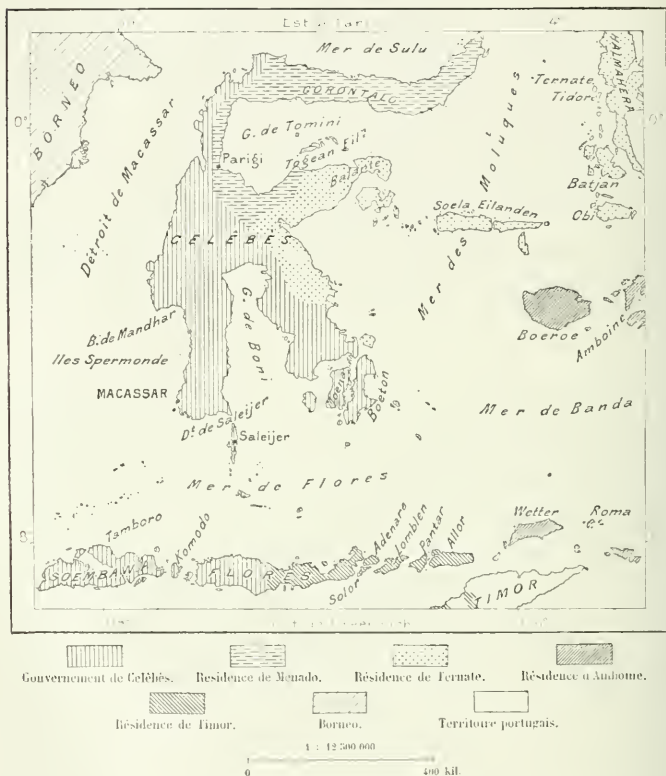 Est
Mer de Sulu
BORNEO
GORONTALO
Ternate
Tidor
HALMAHERA
0°
Détroit de Macassar
G. de Tomini
Togean Eilⁿ
Parigi
Balante
Mer des Moluques
Batjan
Soela Eilanden
Obi
CELÈBES
G. de Boni
B. de Mandhar
Iles Spermonde
Boeroe
Amboine
MACASSAR
Boeton
Dᵗ de Saleijer
Saleijer
Mer de Banda
Mer de Flores
Wetter
Roma
Tamboro
Komodo
Adenare
Lomblen
Pantar
Allor
SOEMBAWA
FLORES
Solor
TIMOR
Gouvernement de Célèbes.
Résidence de Menado.
Résidence de Ternate.
Résidence d'Amboine.
Résidence de Timor.
Borneo.
Territoire portugais.
1 : 12 500 000
0
400 kil.